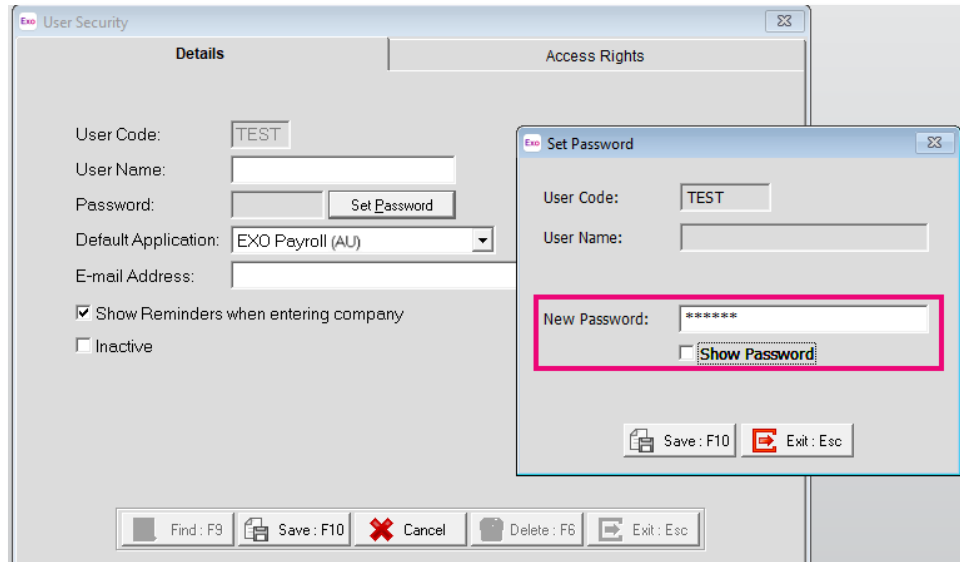 Exo User Security
Details
Access Rights
User Code: TEST
User Name:
Password: Set Password
Default Application: EXO Payroll (AU)
E-mail Address:
Show Reminders when entering company
Inactive
Find : F9 Save : F10 Cancel Delete : F6 Exit : Esc
Exo Set Password
User Code: TEST
User Name:
New Password: ******
Show Password
Save : F10 Exit : Esc